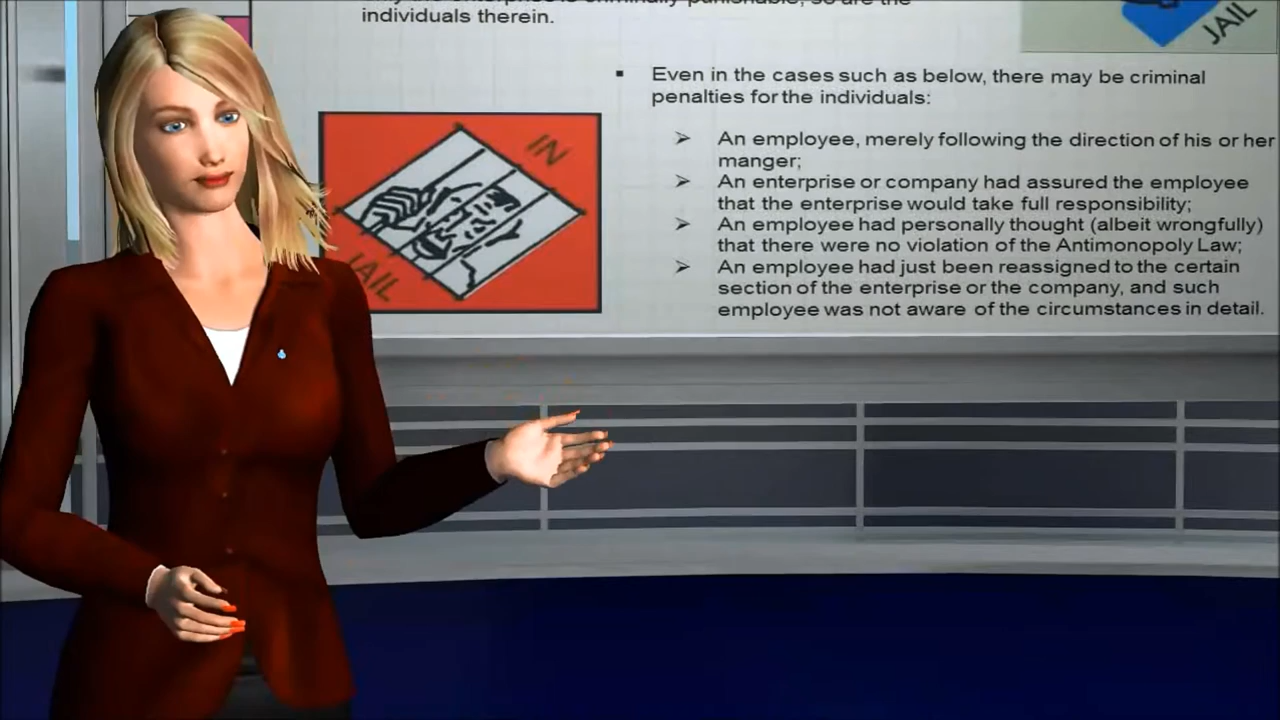 individuals therein.
JAIL
▪ Even in the cases such as below, there may be criminal
penalties for the individuals:
➢ An employee, merely following the direction of his or her
manger;
➢ An enterprise or company had assured the employee
that the enterprise would take full responsibility;
➢ An employee had personally thought (albeit wrongfully)
that there were no violation of the Antimonopoly Law;
➢ An employee had just been reassigned to the certain
section of the enterprise or the company, and such
employee was not aware of the circumstances in detail.
IN
JAIL